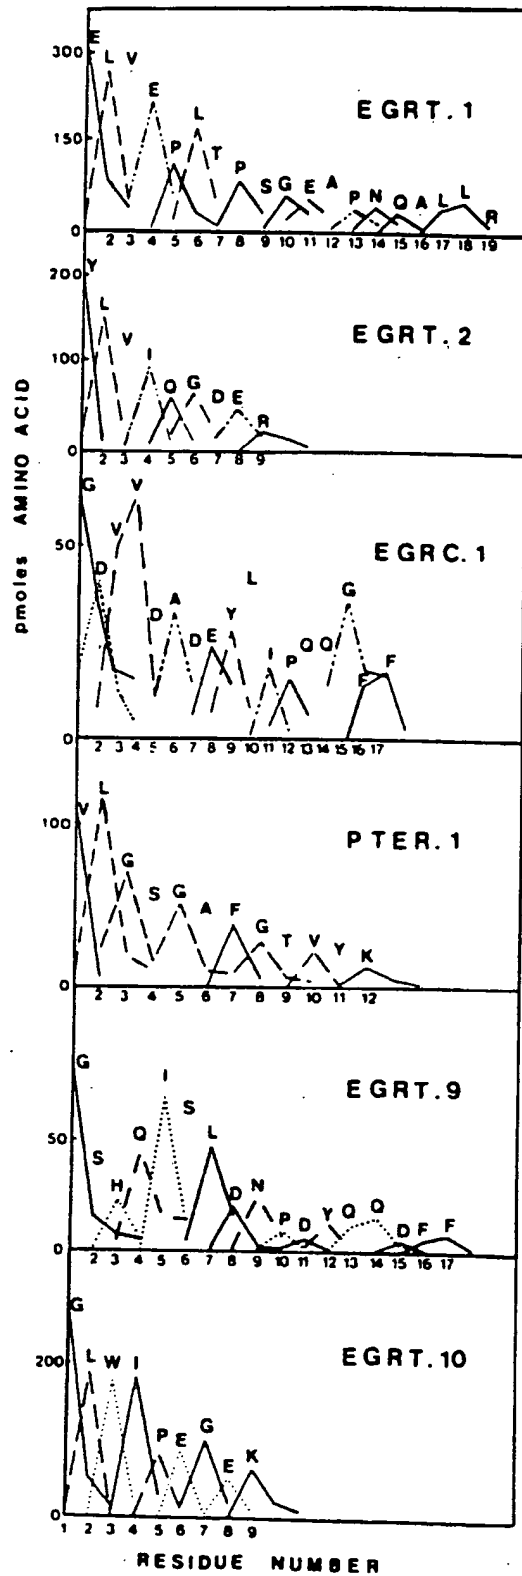 E
300 L V
E
EGRT. 1
L
150 P T
P
S G E A P N Q A L L
R
0
2 3 4 5 6 7 8 9 10 11 12 13 14 15 16 17 18 19
200 Y
L
V EGRT. 2
I
100
Q G D E
R
0
2 3 4 5 6 7 8 9
pmoles AMINO ACID
G
V V
50 EGRC. 1
D L
D A G
D E Y Q Q
I P F F
0
2 3 4 5 6 7 8 9 10 11 12 13 14 15 16 17
L
V
100 PTER. 1
G
S G A F
G T V Y K
0
2 3 4 5 6 7 8 9 10 11 12
G I
EGRT. 9
S
50 Q
S L
H D N
P D Y Q Q D F F
0
2 3 4 5 6 7 8 9 10 11 12 13 14 15 16 17
G
200 L W I EGRT. 10
P E G
E K
0
1 2 3 4 5 6 7 8 9
RESIDUE NUMBER